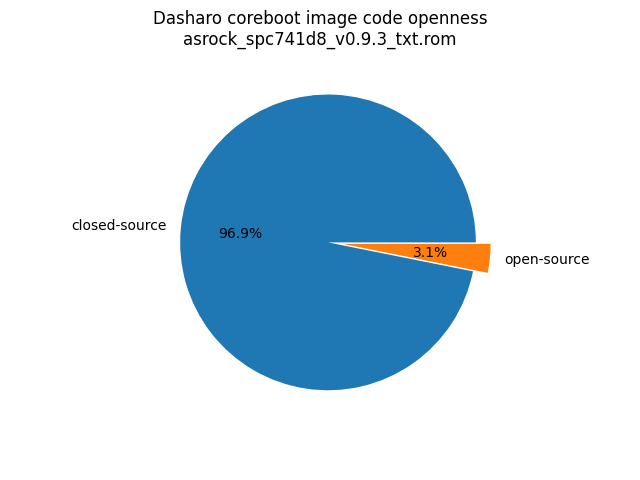 Dasharo coreboot image code openness
asrock_spc741d8_v0.9.3_txt.rom
closed-source
96.9%
3.1%
open-source